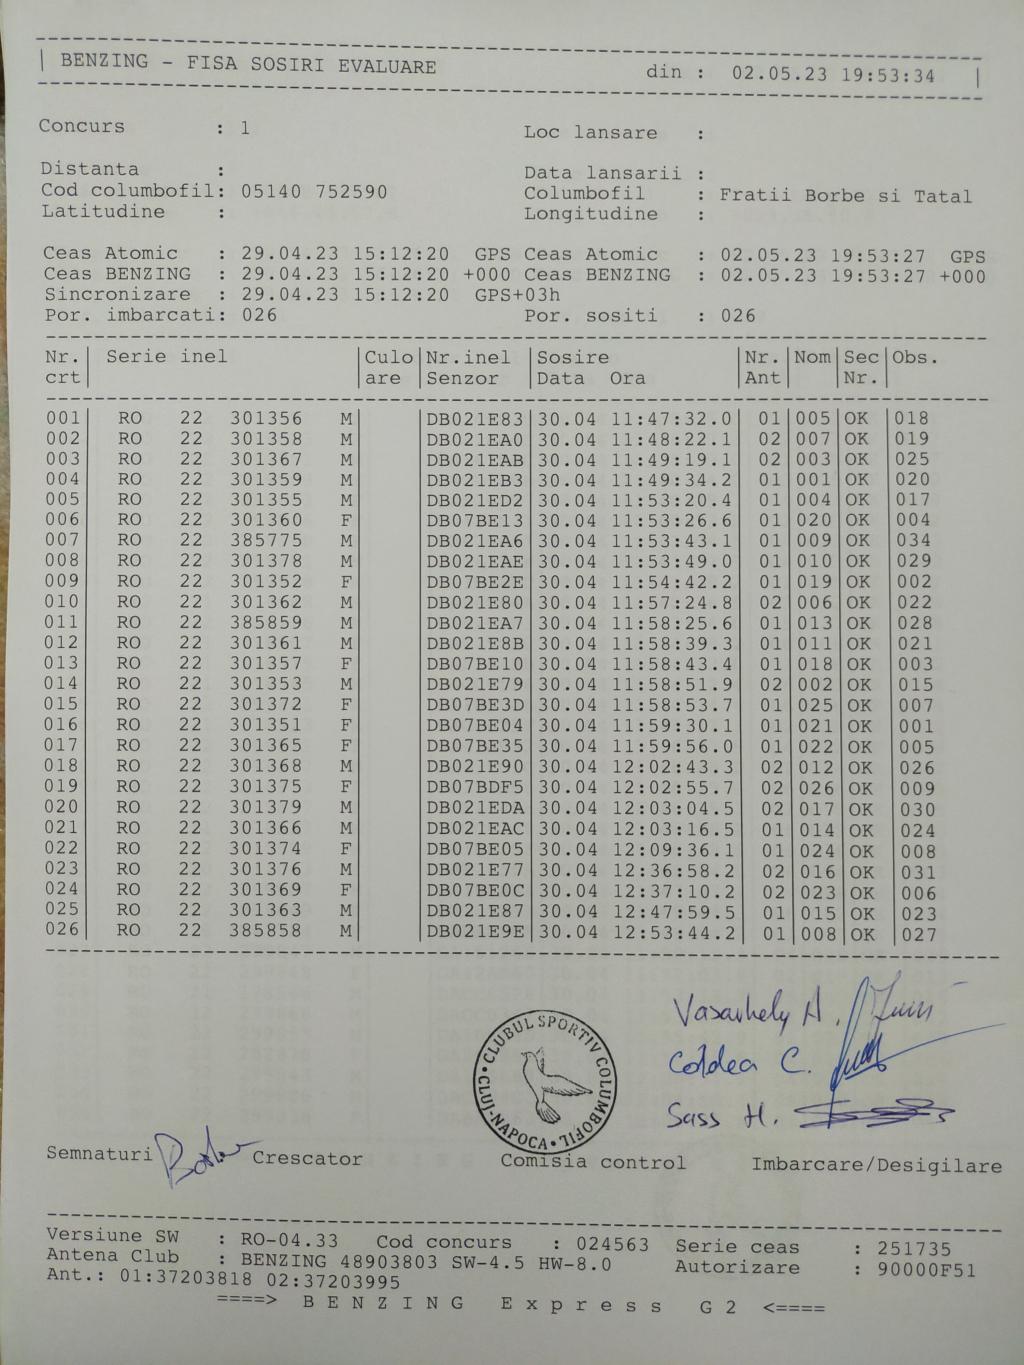 BENZING - FISA SOSIRI EVALUARE din : 02.05.23 19:53:34
Concurs : 1 Loc lansare :
Distanta : Data lansarii :
Cod columbofil: 05140 752590 Columbofil : Fratii Borbe si Tatal
Latitudine : Longitudine :
Ceas Atomic : 29.04.23 15:12:20 GPS Ceas Atomic : 02.05.23 19:53:27 GPS
Ceas BENZING : 29.04.23 15:12:20 +000 Ceas BENZING : 02.05.23 19:53:27 +000
Sincronizare : 29.04.23 15:12:20 GPS+03h
Por. imbarcati: 026 Por. sositi : 026
Nr. | Serie inel | Culo | Nr.inel | Sosire | Nr. | Nom | Sec | Obs.
crt | | are | Senzor | Data Ora | Ant | | Nr. |
001 RO 22 301356 M DB021E83 30.04 11:47:32.0 01 005 OK 018
002 RO 22 301358 M DB021EA0 30.04 11:48:22.1 02 007 OK 019
003 RO 22 301367 M DB021EAB 30.04 11:49:19.1 02 003 OK 025
004 RO 22 301359 M DB021EB3 30.04 11:49:34.2 01 001 OK 020
005 RO 22 301355 M DB021ED2 30.04 11:53:20.4 01 004 OK 017
006 RO 22 301360 F DB07BE13 30.04 11:53:26.6 01 020 OK 004
007 RO 22 385775 M DB021EA6 30.04 11:53:43.1 01 009 OK 034
008 RO 22 301378 M DB021EAE 30.04 11:53:49.0 01 010 OK 029
009 RO 22 301352 F DB07BE2E 30.04 11:54:42.2 01 019 OK 002
010 RO 22 301362 M DB021E80 30.04 11:57:24.8 02 006 OK 022
011 RO 22 385859 M DB021EA7 30.04 11:58:25.6 01 013 OK 028
012 RO 22 301361 M DB021E8B 30.04 11:58:39.3 01 011 OK 021
013 RO 22 301357 F DB07BE10 30.04 11:58:43.4 01 018 OK 003
014 RO 22 301353 M DB021E79 30.04 11:58:51.9 02 002 OK 015
015 RO 22 301372 F DB07BE3D 30.04 11:58:53.7 01 025 OK 007
016 RO 22 301351 F DB07BE04 30.04 11:59:30.1 01 021 OK 001
017 RO 22 301365 F DB07BE35 30.04 11:59:56.0 01 022 OK 005
018 RO 22 301368 M DB021E90 30.04 12:02:43.3 02 012 OK 026
019 RO 22 301375 F DB07BDF5 30.04 12:02:55.7 02 026 OK 009
020 RO 22 301379 M DB021EDA 30.04 12:03:04.5 02 017 OK 030
021 RO 22 301366 M DB021EAC 30.04 12:03:16.5 01 014 OK 024
022 RO 22 301374 F DB07BE05 30.04 12:09:36.1 01 024 OK 008
023 RO 22 301376 M DB021E77 30.04 12:36:58.2 02 016 OK 031
024 RO 22 301369 F DB07BE0C 30.04 12:37:10.2 02 023 OK 006
025 RO 22 301363 M DB021E87 30.04 12:47:59.5 01 015 OK 023
026 RO 22 385858 M DB021E9E 30.04 12:53:44.2 01 008 OK 027
Vasarhely A.
Coldea C.
Sass H.
CLUBUL SPORTIV COLUMBOFIL • CLUJ-NAPOCA •
Semnaturi Crescator Comisia control Imbarcare/Desigilare
Versiune SW : RO-04.33 Cod concurs : 024563 Serie ceas : 251735
Antena Club : BENZING 48903803 SW-4.5 HW-8.0 Autorizare : 90000F51
Ant.: 01:37203818 02:37203995
====> B E N Z I N G E x p r e s s G 2 <====